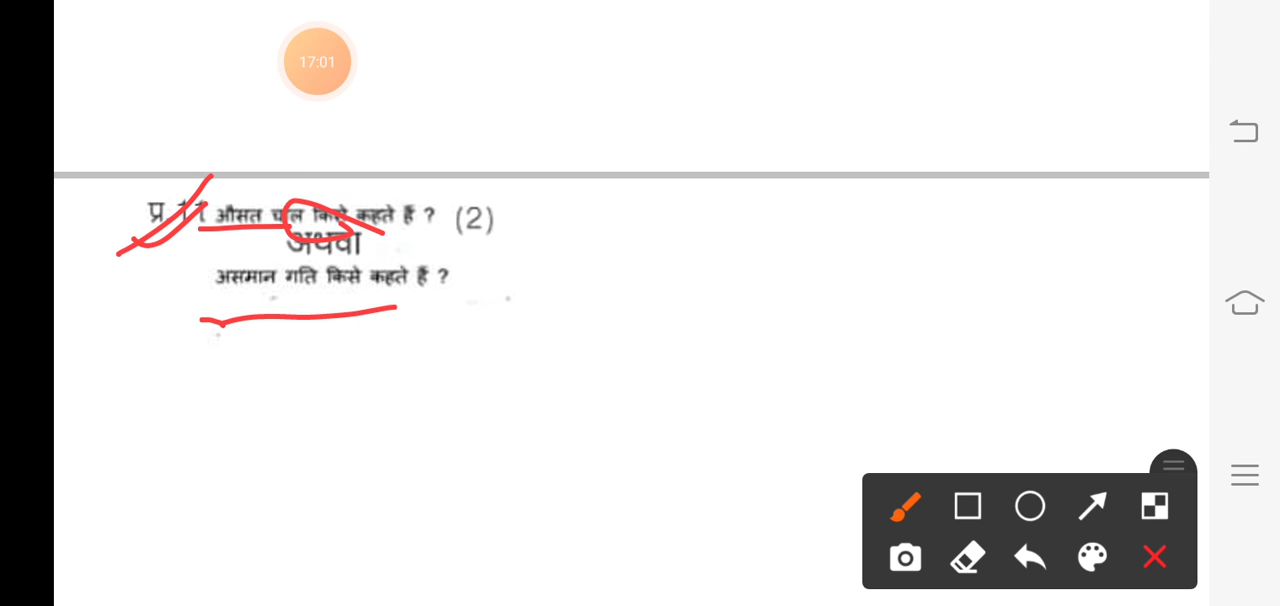 17:01
प्र. 11 औसत चाल किसे कहते हैं ? (2)
अथवा
असमान गति किसे कहते हैं ?